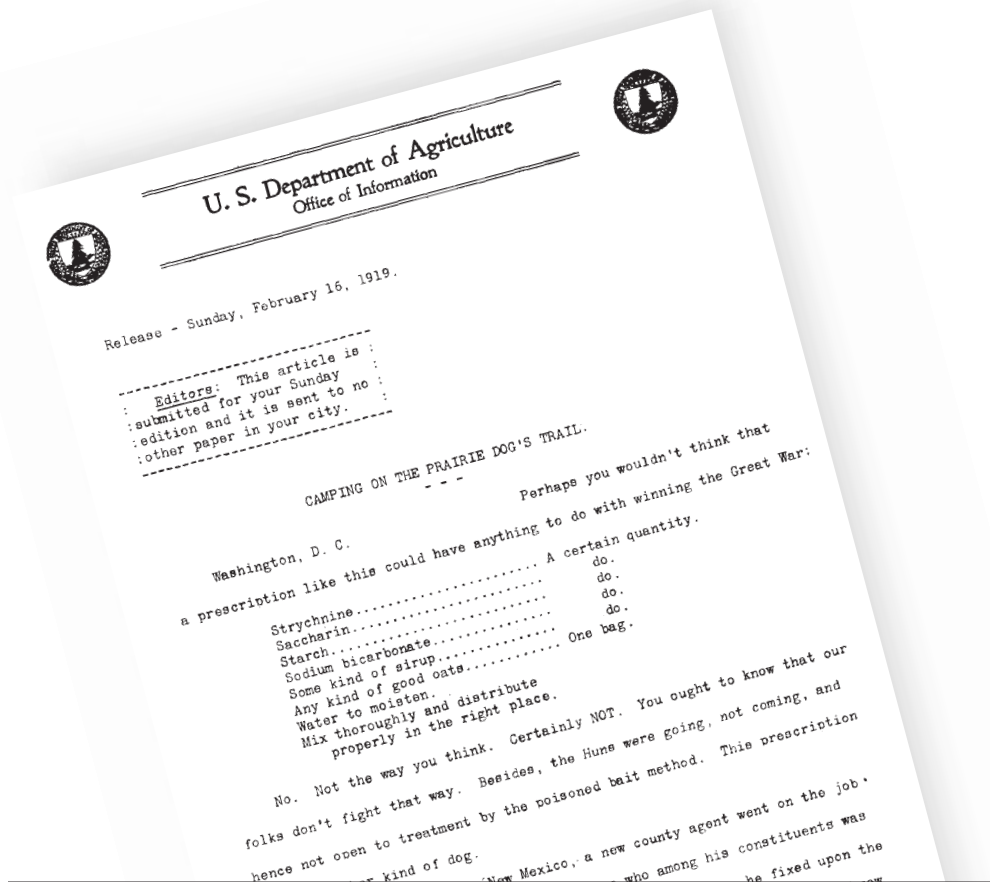 U. S. Department of Agriculture
Office of Information
Release - Sunday, February 16, 1919.
Editors: This article is
submitted for your Sunday
edition and it is sent to no
other paper in your city.
CAMPING ON THE PRAIRIE DOG'S TRAIL.
- - -
Washington, D. C. Perhaps you wouldn't think that
a prescription like this could have anything to do with winning the Great War:
Strychnine...................... A certain quantity.
Saccharin....................... do.
Starch.......................... do.
Sodium bicarbonate.............. do.
Some kind of sirup.............. do.
Any kind of good oats........... One bag.
Water to moisten.
Mix thoroughly and distribute
properly in the right place.
No. Not the way you think. Certainly NOT. You ought to know that our
folks don't fight that way. Besides, the Huns were going, not coming, and
hence not open to treatment by the poisoned bait method. This prescription
kind of dog.
New Mexico, a new county agent went on the job.
who among his constituents was
he fixed upon the